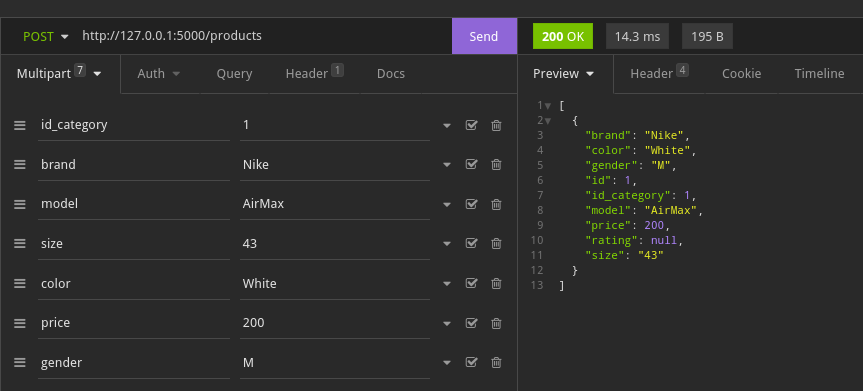 POST http://127.0.0.1:5000/products Send 200 OK 14.3 ms 195 B
Multipart 7 Auth Query Header 1 Docs Preview Header 4 Cookie Timeline
id_category 1
brand Nike
model AirMax
size 43
color White
price 200
gender M
1 [
2 {
3 "brand": "Nike",
4 "color": "White",
5 "gender": "M",
6 "id": 1,
7 "id_category": 1,
8 "model": "AirMax",
9 "price": 200,
10 "rating": null,
11 "size": "43"
12 }
13 ]